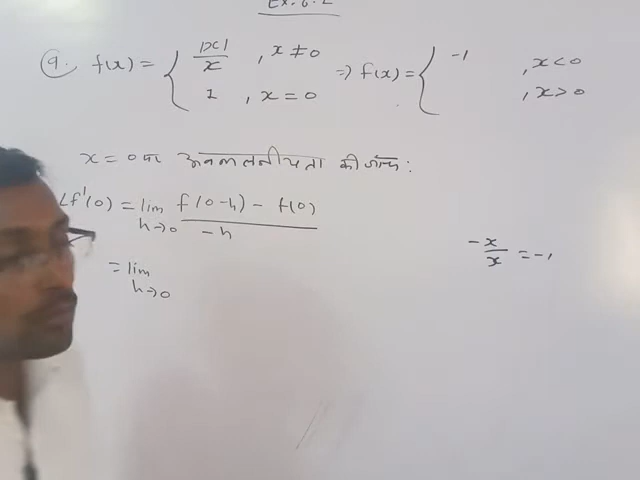 Ex. 6.2
9. f(x) = { |x|/x , x ≠ 0 ⇒ f(x) = { -1 , x < 0
1 , x = 0 , x > 0
x = 0 पर अवकलनीयता की जाँच :
Lf'(0) = lim h→0 f(0-h) - f(0) / -h
= lim h→0
-x/x = -1